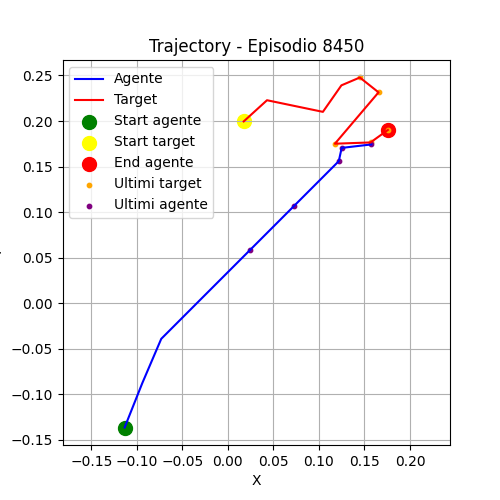 Trajectory - Episodio 8450
Agente
Target
Start agente
Start target
End agente
Ultimi target
Ultimi agente
0.25
0.20
0.15
0.10
0.05
0.00
−0.05
−0.10
−0.15
−0.15 −0.10 −0.05 0.00 0.05 0.10 0.15 0.20
X